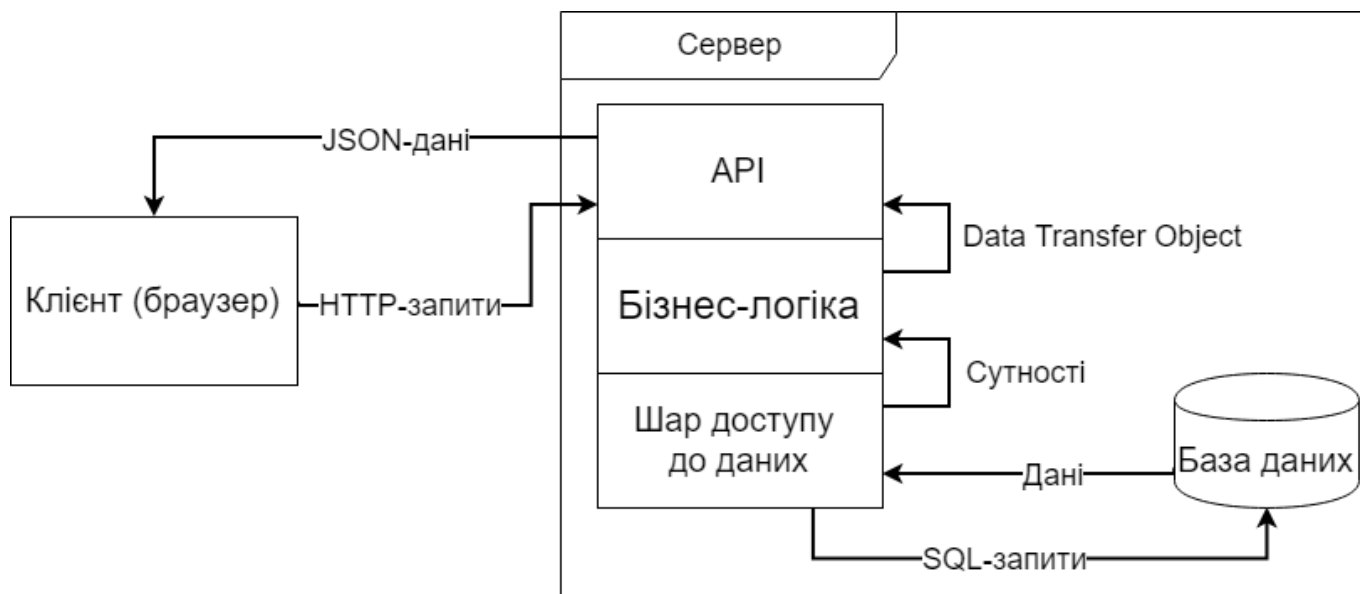 Сервер
JSON-дані
API
Data Transfer Object
Клієнт (браузер)
HTTP-запити
Бізнес-логіка
Сутності
Шар доступу
до даних
Дані
База даних
SQL-запити